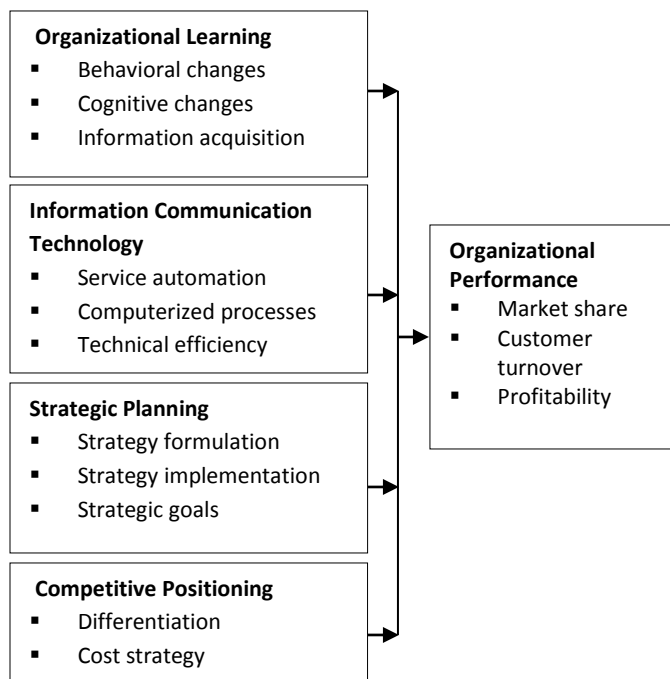 Organizational Learning
▪ Behavioral changes
▪ Cognitive changes
▪ Information acquisition
Information Communication
Technology
▪ Service automation
▪ Computerized processes
▪ Technical efficiency
Strategic Planning
▪ Strategy formulation
▪ Strategy implementation
▪ Strategic goals
Competitive Positioning
▪ Differentiation
▪ Cost strategy
Organizational
Performance
▪ Market share
▪ Customer
turnover
▪ Profitability